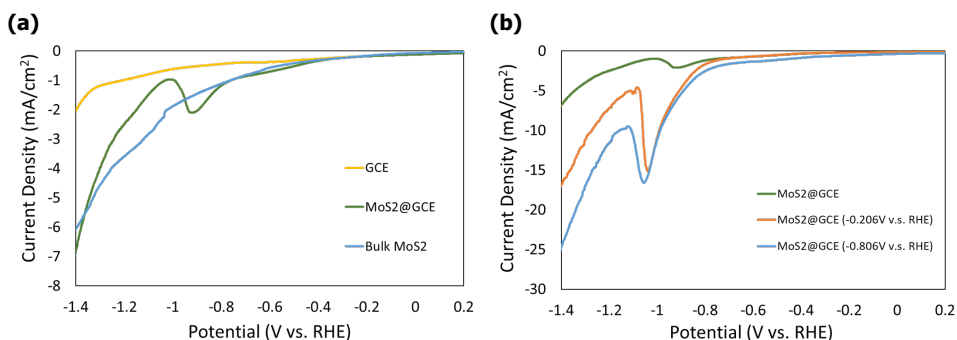 (a)
0
-1
-2
-3
-4
-5
-6
-7
-8
-1.4 -1.2 -1 -0.8 -0.6 -0.4 -0.2 0 0.2
Current Density (mA/cm²)
Potential (V vs. RHE)
GCE
MoS2@GCE
Bulk MoS2
(b)
0
-5
-10
-15
-20
-25
-30
-1.4 -1.2 -1 -0.8 -0.6 -0.4 -0.2 0 0.2
Current Density (mA/cm²)
Potential (V vs. RHE)
MoS2@GCE
MoS2@GCE (-0.206V v.s. RHE)
MoS2@GCE (-0.806V v.s. RHE)